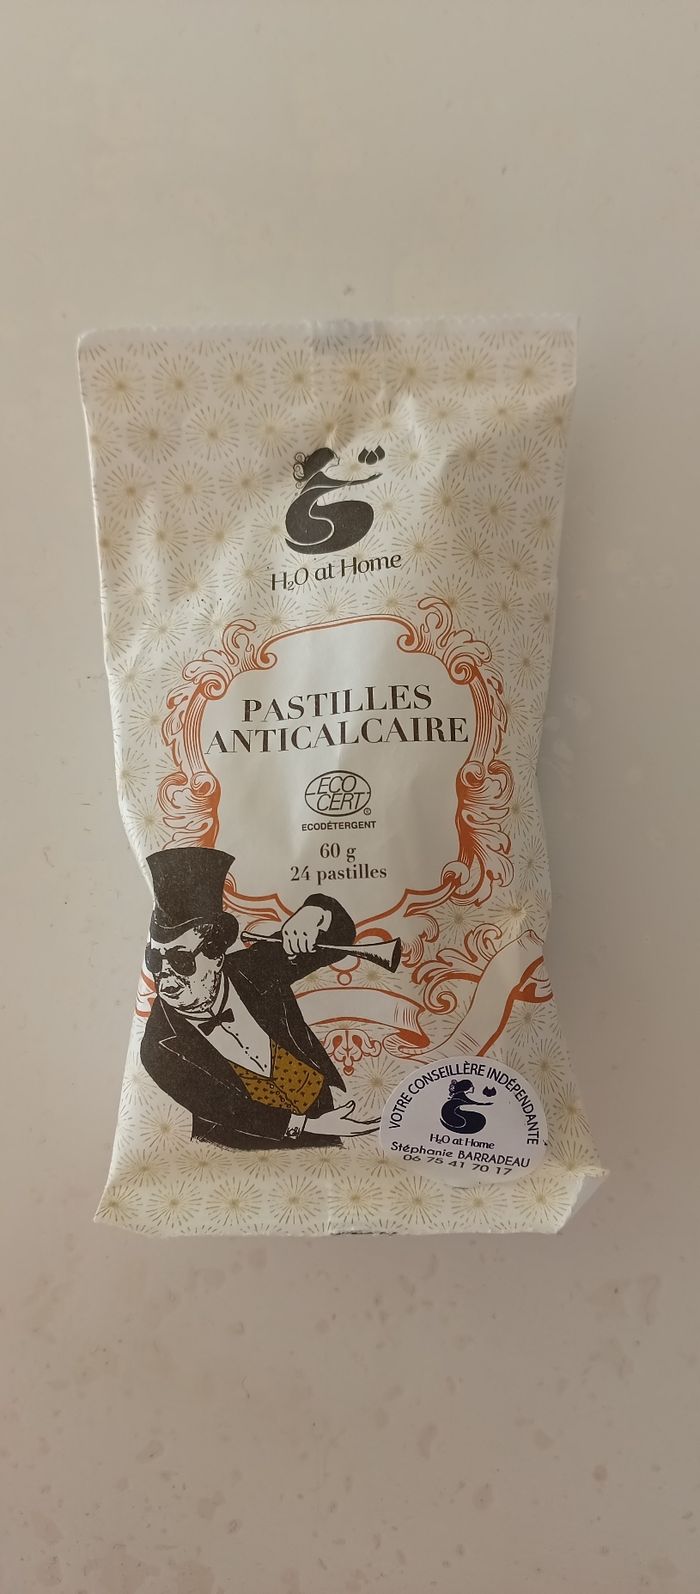 H₂O at Home
PASTILLES
ANTICALCAIRE
ECO
CERT®
ECODÉTERGENT
60 g
24 pastilles
VOTRE CONSEILLÈRE INDÉPENDANTE
H₂O at Home
Stéphanie BARRADEAU
06 75 41 70 17